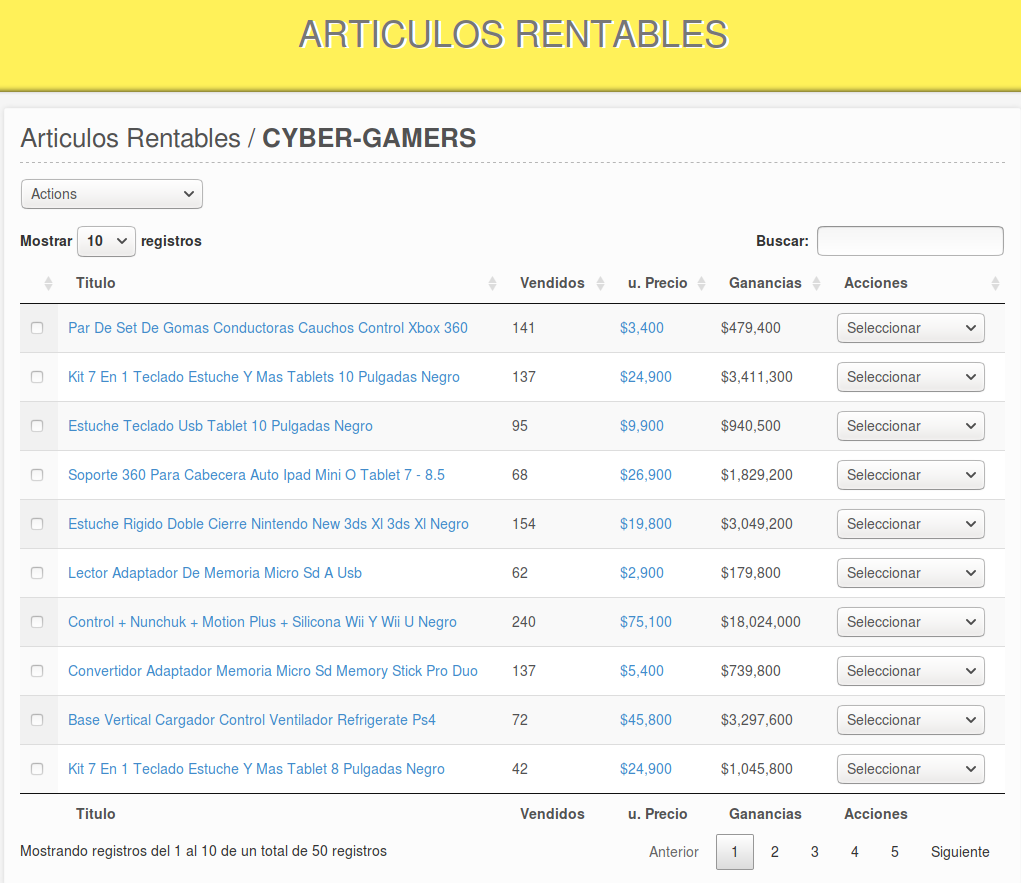 ARTICULOS RENTABLES
Articulos Rentables / CYBER-GAMERS
Actions
Mostrar 10 registros Buscar:
Titulo Vendidos u. Precio Ganancias Acciones
Par De Set De Gomas Conductoras Cauchos Control Xbox 360 141 $3,400 $479,400 Seleccionar
Kit 7 En 1 Teclado Estuche Y Mas Tablets 10 Pulgadas Negro 137 $24,900 $3,411,300 Seleccionar
Estuche Teclado Usb Tablet 10 Pulgadas Negro 95 $9,900 $940,500 Seleccionar
Soporte 360 Para Cabecera Auto Ipad Mini O Tablet 7 - 8.5 68 $26,900 $1,829,200 Seleccionar
Estuche Rigido Doble Cierre Nintendo New 3ds Xl 3ds Xl Negro 154 $19,800 $3,049,200 Seleccionar
Lector Adaptador De Memoria Micro Sd A Usb 62 $2,900 $179,800 Seleccionar
Control + Nunchuk + Motion Plus + Silicona Wii Y Wii U Negro 240 $75,100 $18,024,000 Seleccionar
Convertidor Adaptador Memoria Micro Sd Memory Stick Pro Duo 137 $5,400 $739,800 Seleccionar
Base Vertical Cargador Control Ventilador Refrigerate Ps4 72 $45,800 $3,297,600 Seleccionar
Kit 7 En 1 Teclado Estuche Y Mas Tablet 8 Pulgadas Negro 42 $24,900 $1,045,800 Seleccionar
Titulo Vendidos u. Precio Ganancias Acciones
Mostrando registros del 1 al 10 de un total de 50 registros Anterior 1 2 3 4 5 Siguiente